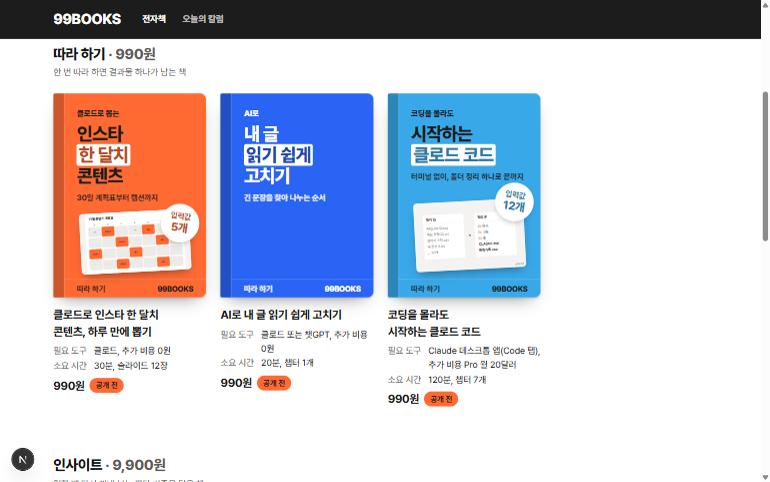 99BOOKS 전자책 오늘의 칼럼
따라 하기 · 990원
한 번 따라 하면 결과물 하나가 남는 책
클로드로 뽑는
인스타
한 달치
콘텐츠
30일 계획표부터 캡션까지
입력값
5개
따라 하기 99BOOKS
AI로
내 글
읽기 쉽게
고치기
긴 문장을 찾아 나누는 순서
따라 하기 99BOOKS
코딩을 몰라도
시작하는
클로드 코드
터미널 없이, 폴더 정리 하나로 끝까지
입력값
12개
따라 하기 99BOOKS
클로드로 인스타 한 달치
콘텐츠, 하루 만에 뽑기
필요 도구 클로드, 추가 비용 0원
소요 시간 30분, 슬라이드 12장
990원 공개 전
AI로 내 글 읽기 쉽게 고치기
필요 도구 클로드 또는 챗GPT, 추가 비용
0원
소요 시간 20분, 챕터 1개
990원 공개 전
코딩을 몰라도
시작하는 클로드 코드
필요 도구 Claude 데스크톱 앱(Code 탭),
추가 비용 Pro 월 20달러
소요 시간 120분, 챕터 7개
990원 공개 전
N
인사이트 · 9,900원